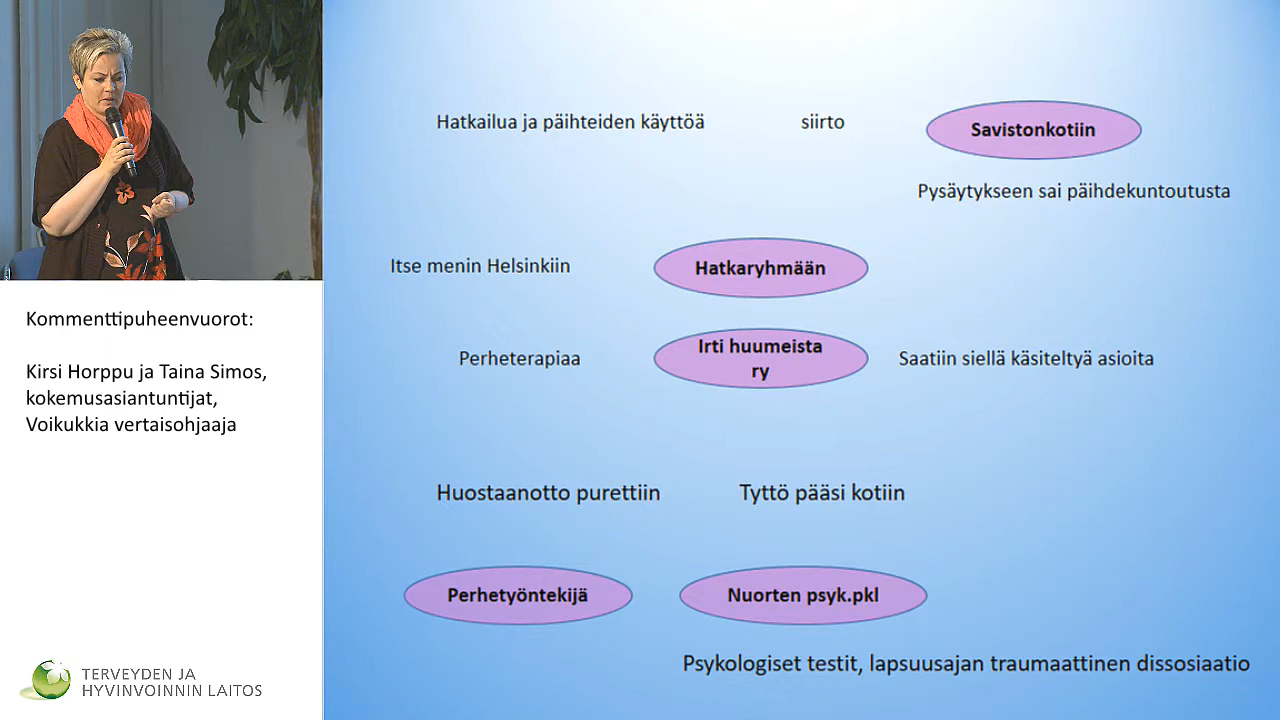 Hatkailua ja päihteiden käyttöä siirto Savistonkotiin
Pysäytykseen sai päihdekuntoutusta
Itse menin Helsinkiin Hatkaryhmään
Perheterapiaa Irti huumeista
ry Saatiin siellä käsiteltyä asioita
Huostaanotto purettiin Tyttö pääsi kotiin
Perhetyöntekijä Nuorten psyk.pkl
Psykologiset testit, lapsuusajan traumaattinen dissosiaatio
Kommenttipuheenvuorot:
Kirsi Horppu ja Taina Simos,
kokemusasiantuntijat,
Voikukkia vertaisohjaaja
TERVEYDEN JA
HYVINVOINNIN LAITOS